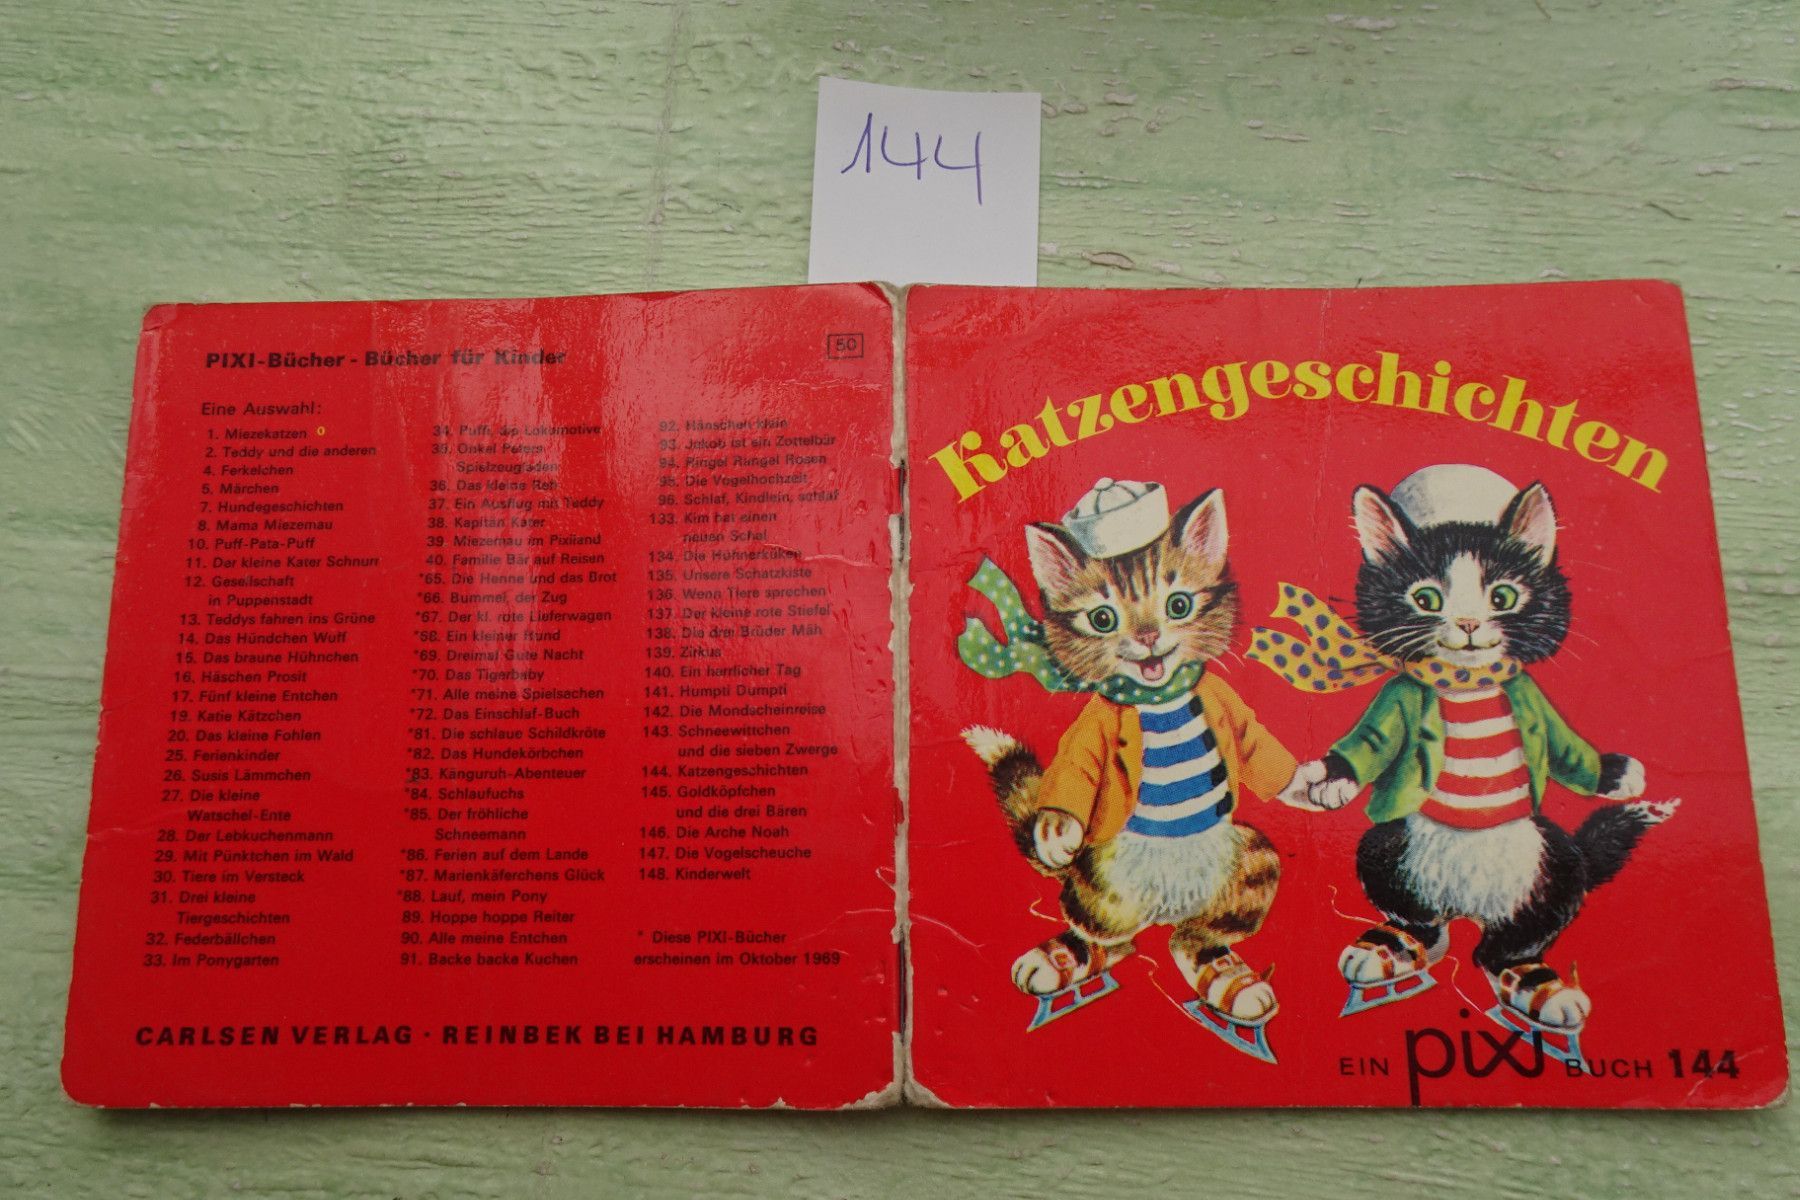 144
PIXI-Bücher - Bücher für Kinder
50
Eine Auswahl:
1. Miezekatzen o
2. Teddy und die anderen
4. Ferkelchen
5. Märchen
7. Hundegeschichten
8. Mama Miezemau
10. Puff-Pata-Puff
11. Der kleine Kater Schnurr
12. Gesellschaft
in Puppenstadt
13. Teddys fahren ins Grüne
14. Das Hündchen Wuff
15. Das braune Hühnchen
16. Häschen Prosit
17. Fünf kleine Entchen
19. Katie Kätzchen
20. Das kleine Fohlen
25. Ferienkinder
26. Susis Lämmchen
27. Die kleine
Watschel-Ente
28. Der Lebkuchenmann
29. Mit Pünktchen im Wald
30. Tiere im Versteck
31. Drei kleine
Tiergeschichten
32. Federbällchen
33. Im Ponygarten
34. Puffi, die Lokomotive
35. Onkel Peters
Spielzeugladen
36. Das kleine Reh
37. Ein Ausflug mit Teddy
38. Kapitän Kater
39. Miezemau im Pixiland
40. Familie Bär auf Reisen
*65. Die Henne und das Brot
*66. Bummel, der Zug
*67. Der kl. rote Lieferwagen
*68. Ein kleiner Hund
*69. Dreimal Gute Nacht
*70. Das Tigerbaby
*71. Alle meine Spielsachen
*72. Das Einschlaf-Buch
*81. Die schlaue Schildkröte
*82. Das Hundekörbchen
*83. Känguruh-Abenteuer
*84. Schlaufuchs
*85. Der fröhliche
Schneemann
*86. Ferien auf dem Lande
*87. Marienkäferchens Glück
*88. Lauf, mein Pony
89. Hoppe hoppe Reiter
90. Alle meine Entchen
91. Backe backe Kuchen
92. Hänschen klein
93. Jakob ist ein Zottelbär
94. Ringel Rangel Rosen
95. Die Vogelhochzeit
96. Schlaf, Kindlein, schlaf
133. Kim hat einen
neuen Schal
134. Die Hühnerküken
135. Unsere Schatzkiste
136. Wenn Tiere sprechen
137. Der kleine rote Stiefel
138. Die drei Brüder Mäh
139. Zirkus
140. Ein herrlicher Tag
141. Humpti Dumpti
142. Die Mondscheinreise
143. Schneewittchen
und die sieben Zwerge
144. Katzengeschichten
145. Goldköpfchen
und die drei Bären
146. Die Arche Noah
147. Die Vogelscheuche
148. Kinderwelt
* Diese PIXI-Bücher
erscheinen im Oktober 1969
CARLSEN VERLAG · REINBEK BEI HAMBURG
Katzengeschichten
EIN pixi BUCH 144